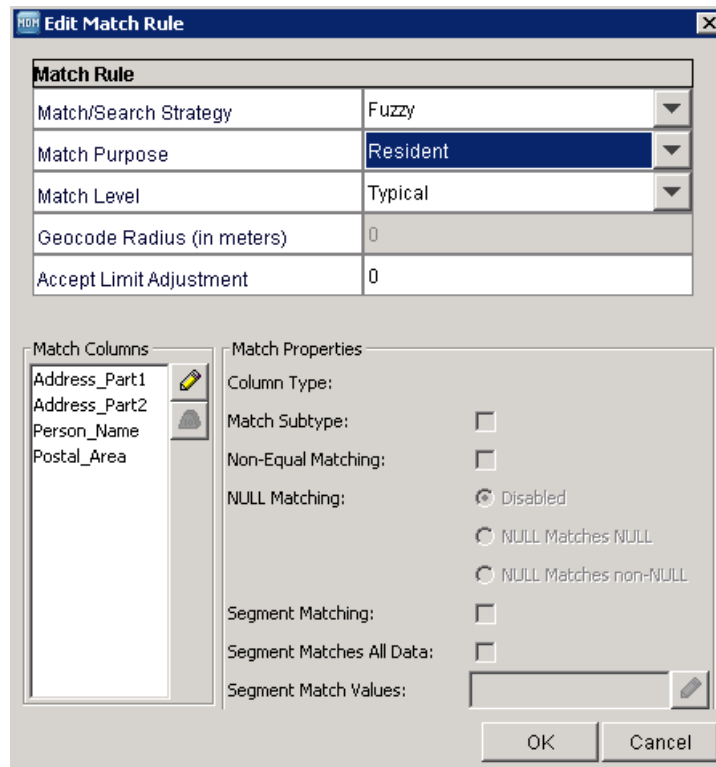 MDM Edit Match Rule
Match Rule
Match/Search Strategy Fuzzy
Match Purpose Resident
Match Level Typical
Geocode Radius (in meters) 0
Accept Limit Adjustment 0
Match Columns
Address_Part1
Address_Part2
Person_Name
Postal_Area
Match Properties
Column Type:
Match Subtype:
Non-Equal Matching:
NULL Matching: Disabled
NULL Matches NULL
NULL Matches non-NULL
Segment Matching:
Segment Matches All Data:
Segment Match Values:
OK Cancel